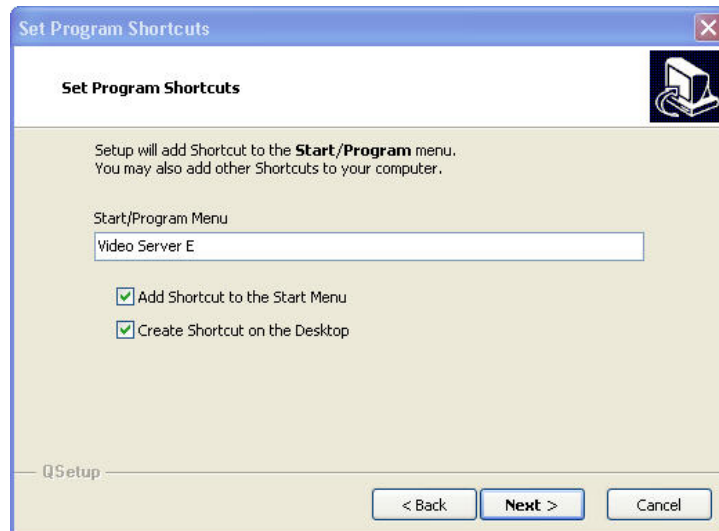 Set Program Shortcuts
Set Program Shortcuts
Setup will add Shortcut to the Start/Program menu.
You may also add other Shortcuts to your computer.
Start/Program Menu
Video Server E
Add Shortcut to the Start Menu
Create Shortcut on the Desktop
QSetup
< Back Next > Cancel